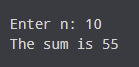 Enter n: 10
The sum is 55